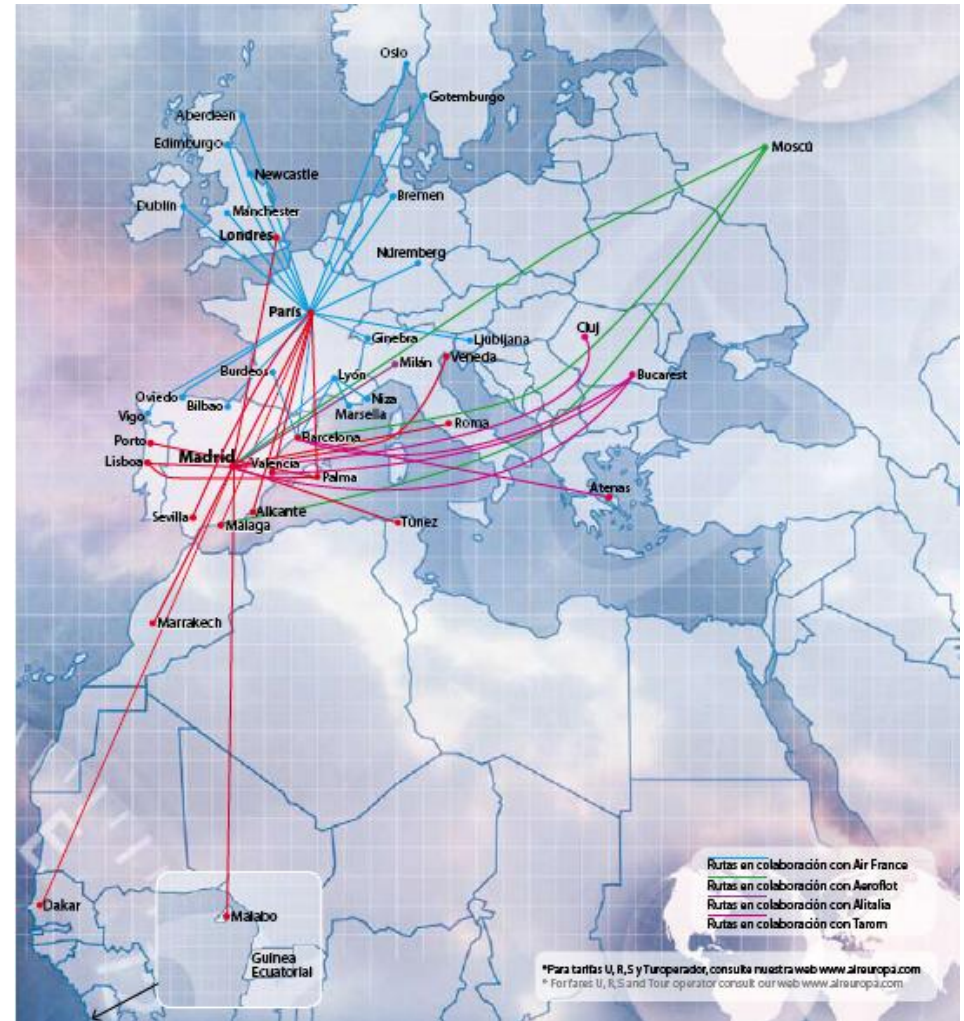 Oslo
Gotemburgo
Aberdeen
Edimburgo
Moscú
Newcastle
Bremen
Dublín
Manchester
Londres
Núremberg
París
Cluj
Ginebra
Ljubljana
Milán
Veneda
Burdeos
Lyón
Bucarest
Oviedo
Bilbao
Niza
Vigo
Marsella
Roma
Porto
Barcelona
Lisboa
Madrid
Valencia
Palma
Atenas
Sevilla
Alicante
Málaga
Túnez
Marrakech
Dakar
Malabo
Guinea
Ecuatorial
Rutas en colaboración con Air France
Rutas en colaboración con Aeroflot
Rutas en colaboración con Alitalia
Rutas en colaboración con Tarom
*Para tarifas U, R, S y Turoperador, consulte nuestra web www.aireuropa.com
* For fares U, R, S and Tour operator consult our web www.aireuropa.com